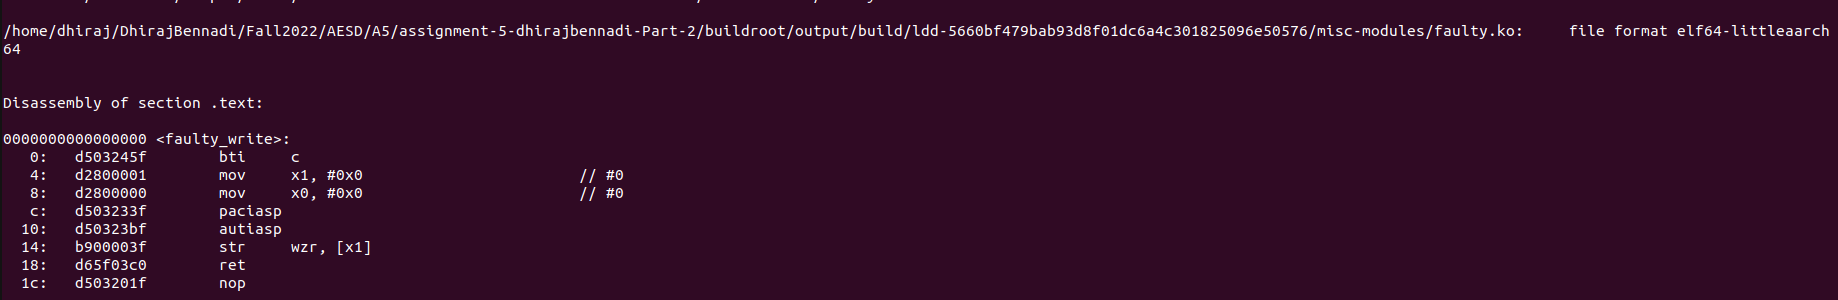 /home/dhiraj/DhirajBennadi/Fall2022/AESD/A5/assignment-5-dhirajbennadi-Part-2/buildroot/output/build/ldd-5660bf479bab93d8f01dc6a4c301825096e50576/misc-modules/faulty.ko:     file format elf64-littleaarch
64
Disassembly of section .text:
0000000000000000 <faulty_write>:
   0:   d503245f        bti     c
   4:   d2800001        mov     x1, #0x0                        // #0
   8:   d2800000        mov     x0, #0x0                        // #0
   c:   d503233f        paciasp
  10:   d50323bf        autiasp
  14:   b900003f        str     wzr, [x1]
  18:   d65f03c0        ret
  1c:   d503201f        nop